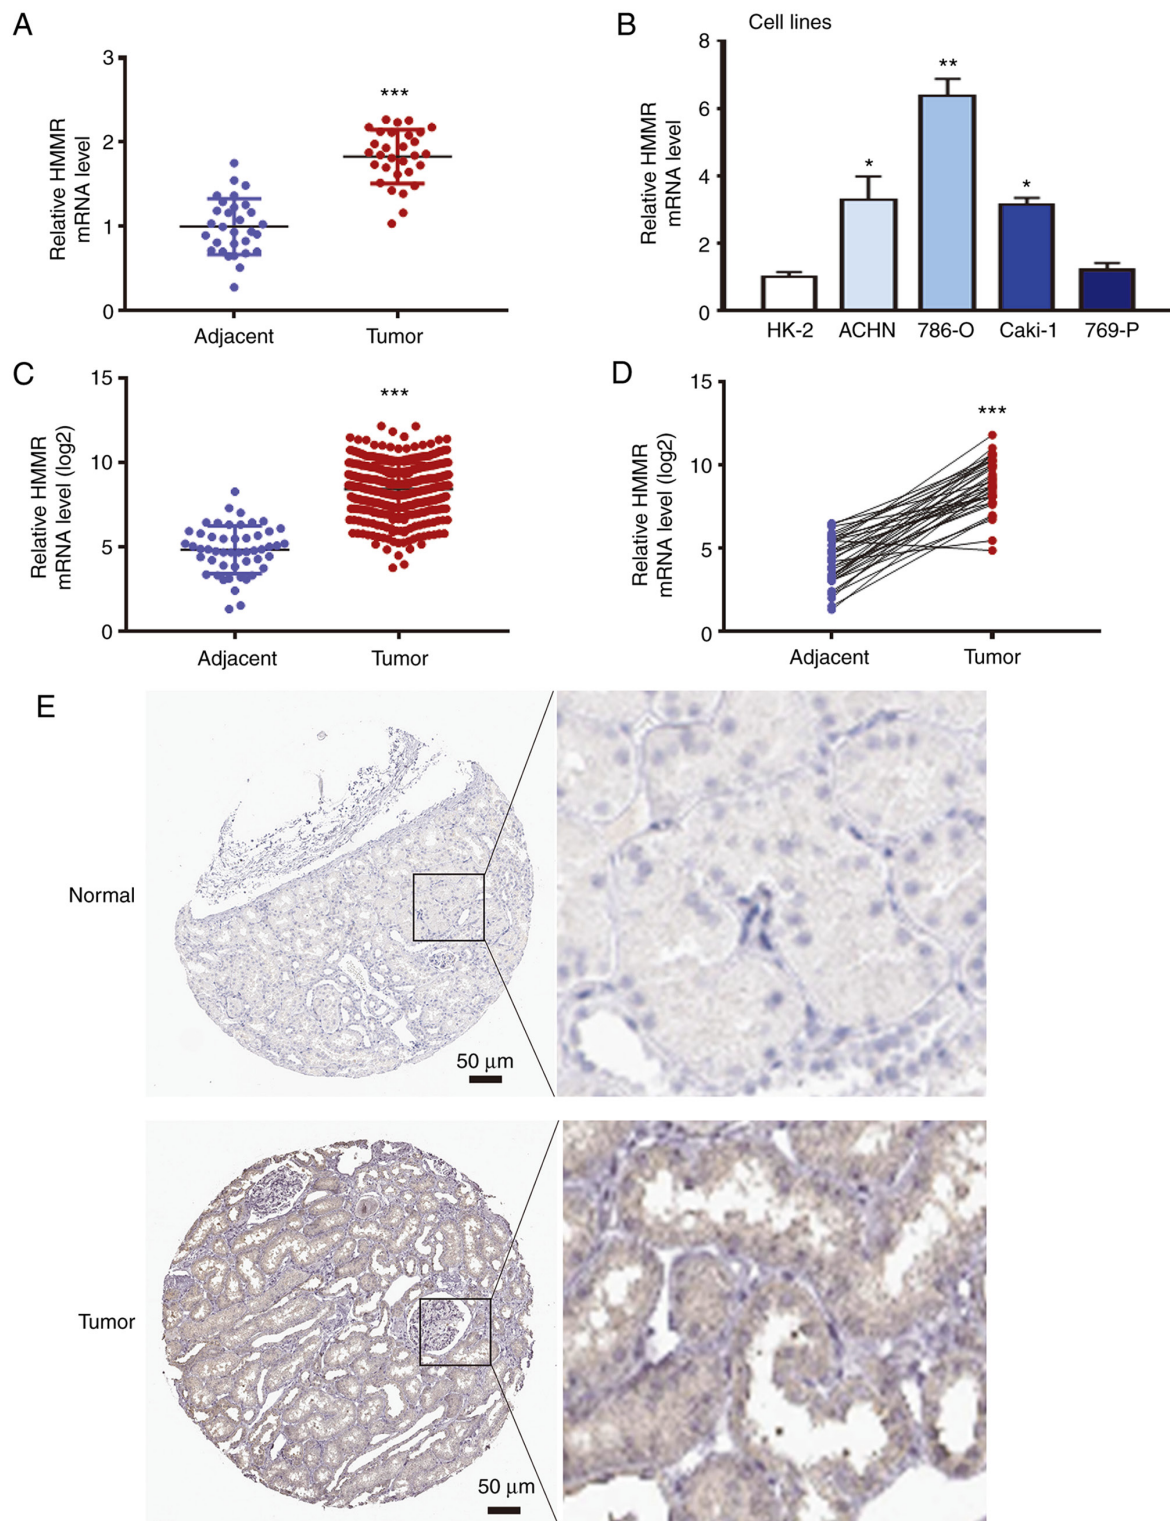 A
Relative HMMR
mRNA level
3
2
1
0
***
Adjacent
Tumor
B
Cell lines
Relative HMMR
mRNA level
8
6
4
2
0
*
**
*
HK-2
ACHN
786-O
Caki-1
769-P
C
Relative HMMR
mRNA level (log2)
15
10
5
0
***
Adjacent
Tumor
D
Relative HMMR
mRNA level (log2)
15
10
5
0
***
Adjacent
Tumor
E
Normal
50 μm
Tumor
50 μm